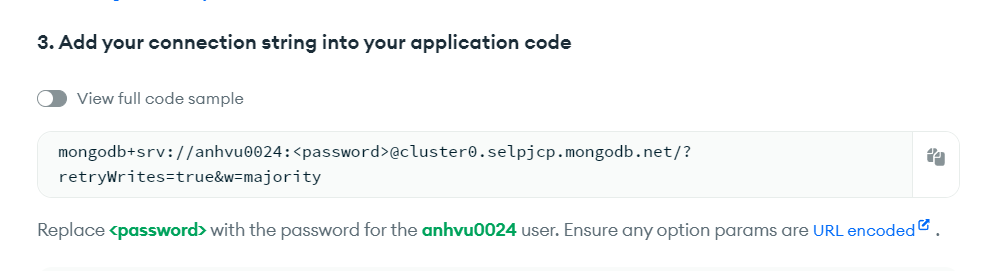 3. Add your connection string into your application code
View full code sample
mongodb+srv://anhvu0024:<password>@cluster0.selpjcp.mongodb.net/?
retryWrites=true&w=majority
Replace <password> with the password for the anhvu0024 user. Ensure any option params are URL encoded .